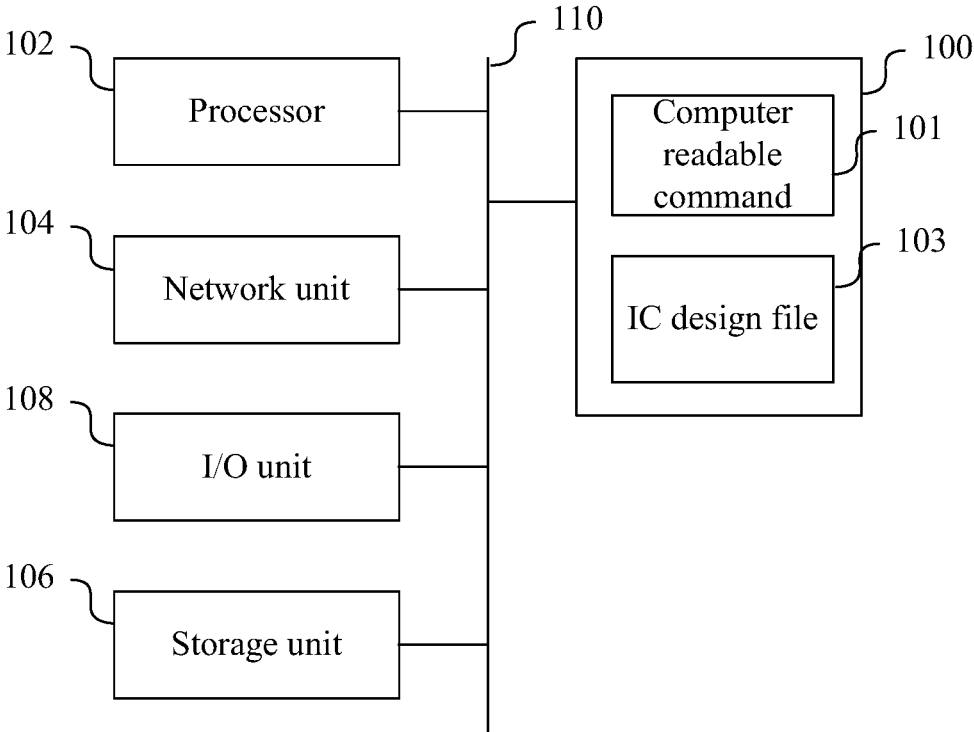 102
Processor
110
100
Computer
readable
command
101
104
Network unit
103
IC design file
108
I/O unit
106
Storage unit